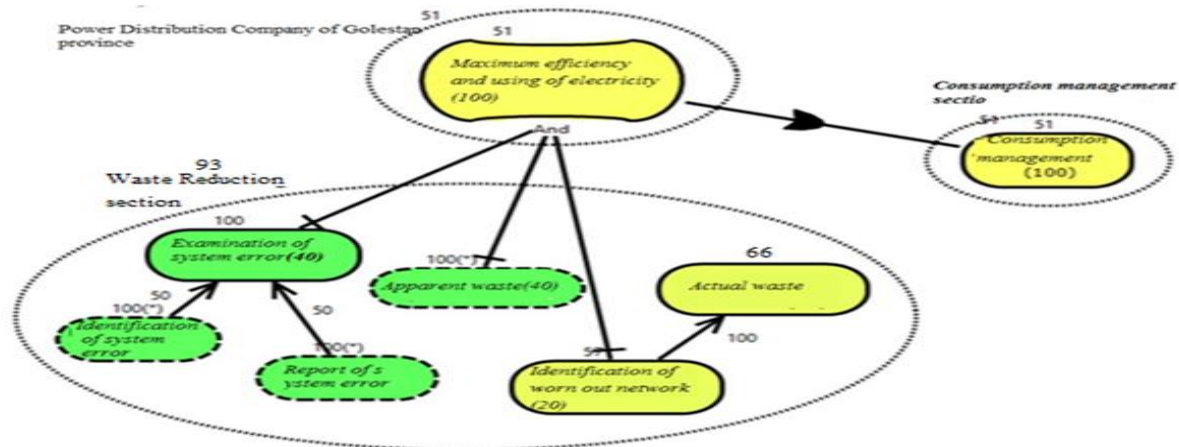 Power Distribution Company of Golestan
province
51
51
Maximum efficiency
and using of electricity
(100)
And
Consumption management
sectio
51
51
Consumption
management
(100)
93
Waste Reduction
section
100
Examination of
system error(40)
100(*)
Apparent waste(40)
66
Actual waste
50
100(*)
Identification
of system
error
50
100(*)
Report of s
ystem error
100
Identification of
worn out network
(20)